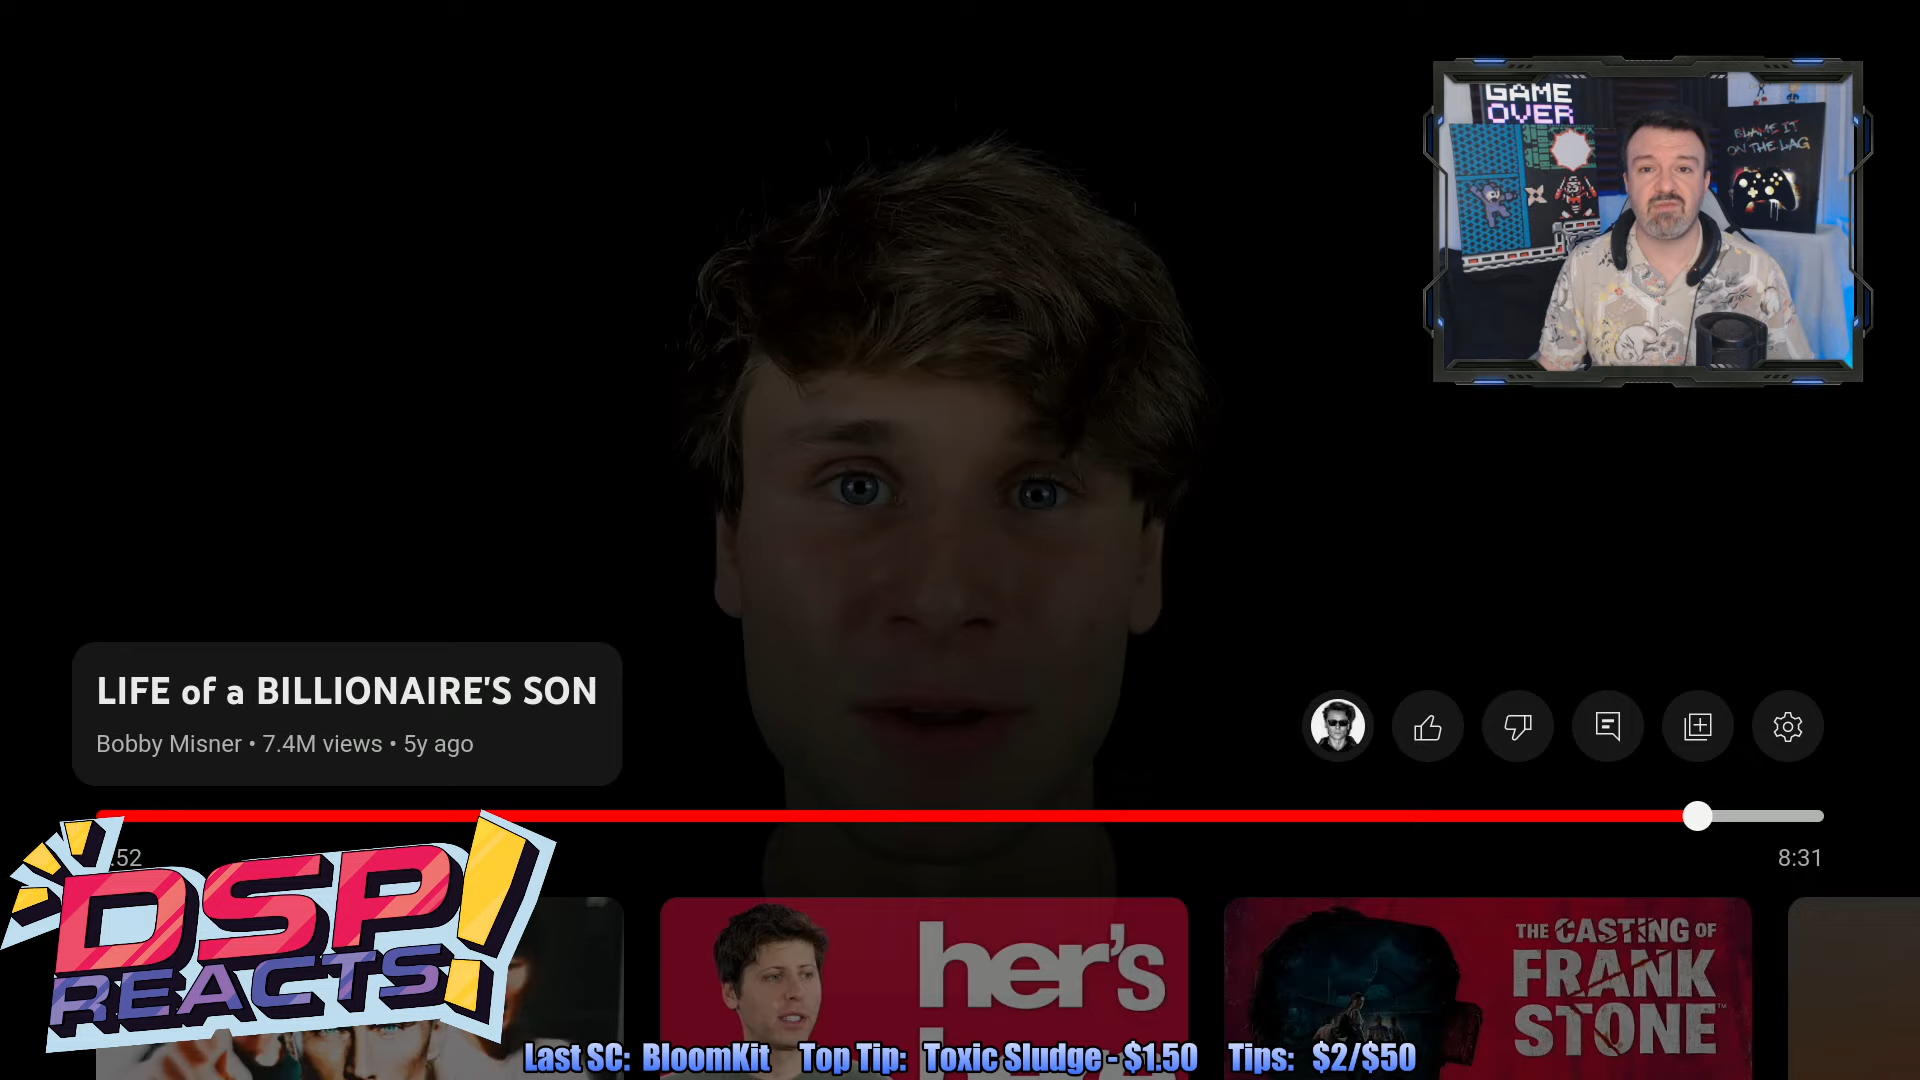 GAME
OVER
BLAME IT
ON THE LAG
LIFE of a BILLIONAIRE'S SON
Bobby Misner • 7.4M views • 5y ago
:52
8:31
DSP!
REACTS
her's
THE CASTING OF
FRANK
STONE™
Last SC: BloomKit Top Tip: Toxic Sludge - $1.50 Tips: $2/$50